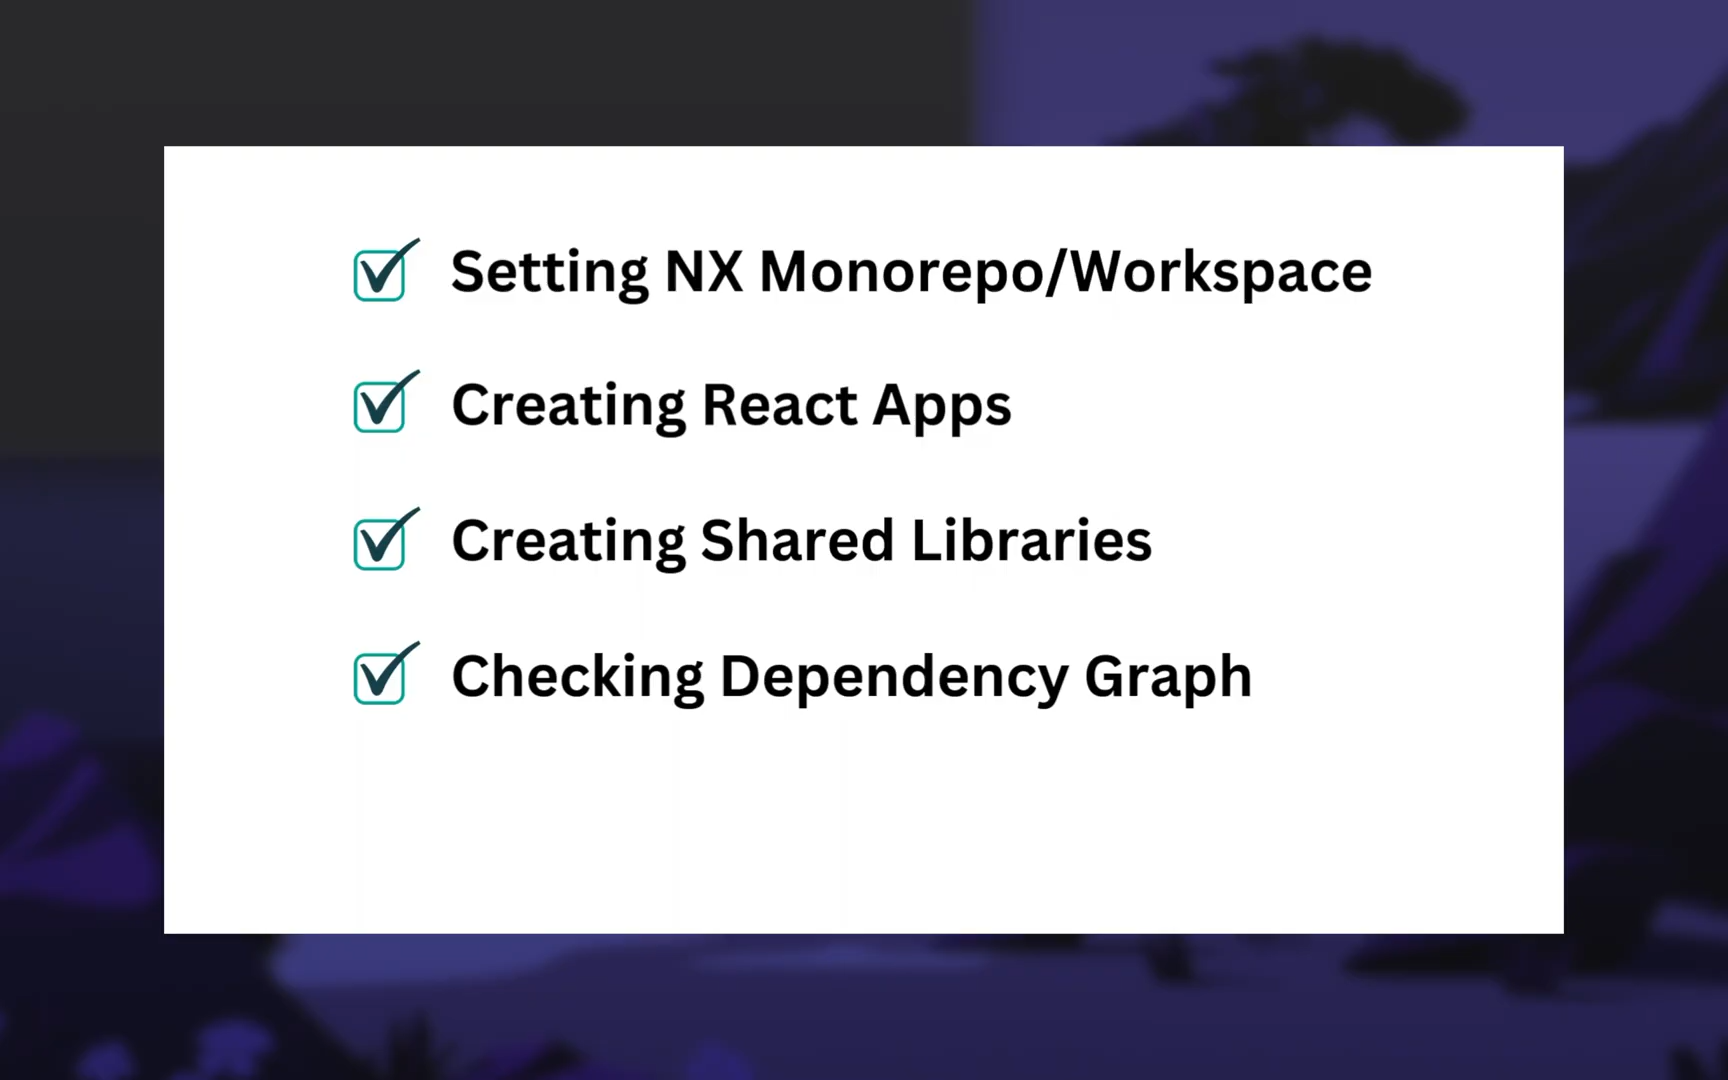 Setting NX Monorepo/Workspace
Creating React Apps
Creating Shared Libraries
Checking Dependency Graph